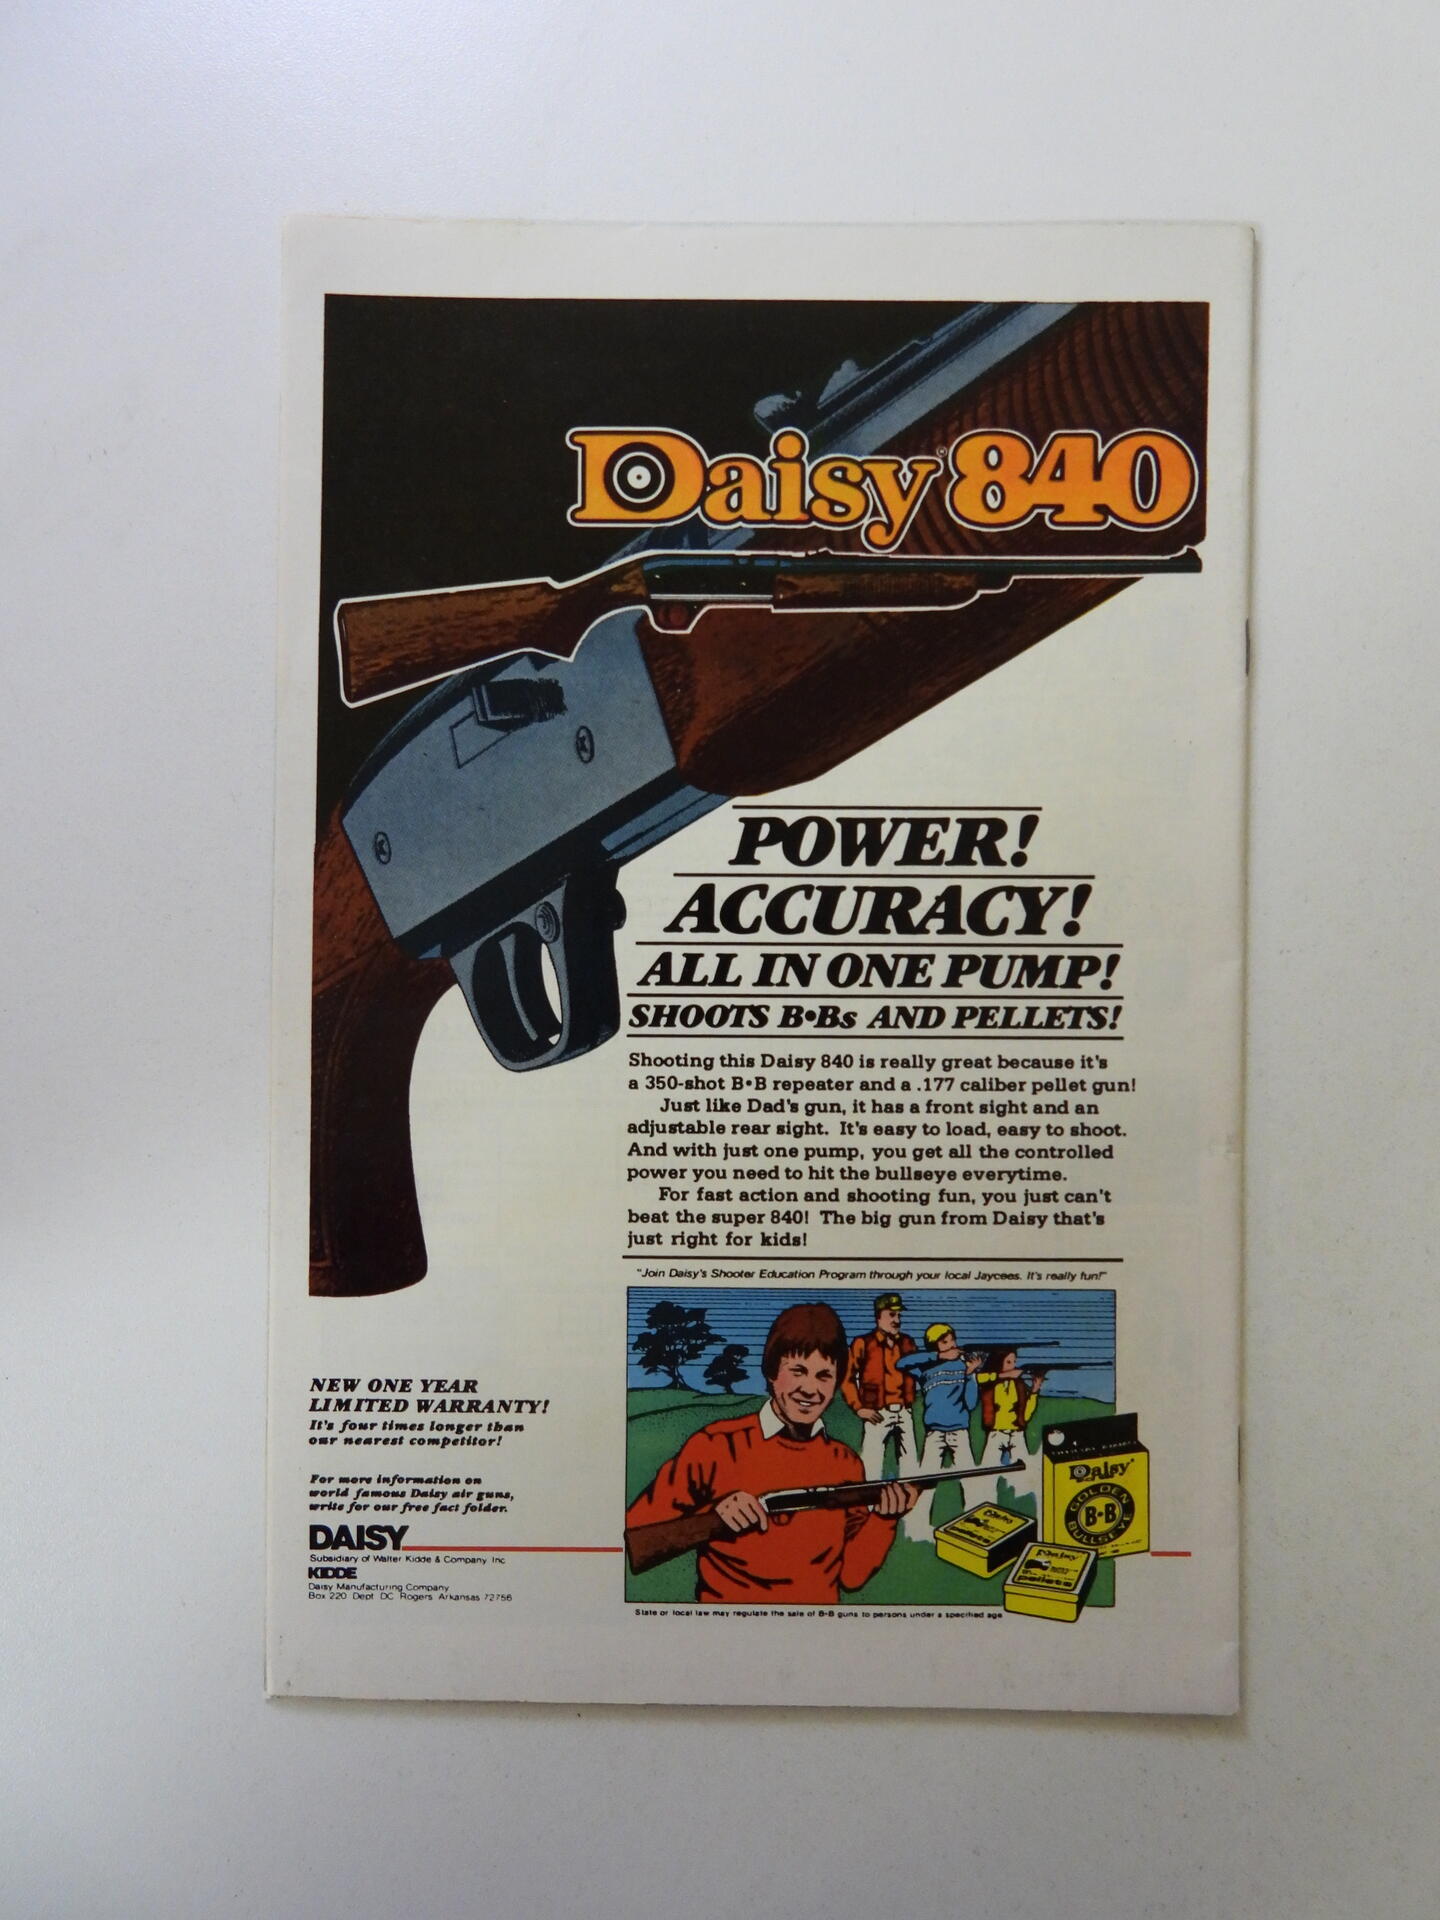 Daisy® 840
POWER!
ACCURACY!
ALL IN ONE PUMP!
SHOOTS B•Bs AND PELLETS!
Shooting this Daisy 840 is really great because it's
a 350-shot B•B repeater and a .177 caliber pellet gun!
Just like Dad's gun, it has a front sight and an
adjustable rear sight. It's easy to load, easy to shoot.
And with just one pump, you get all the controlled
power you need to hit the bullseye everytime.
For fast action and shooting fun, you just can't
beat the super 840! The big gun from Daisy that's
just right for kids!
"Join Daisy's Shooter Education Program through your local Jaycees. It's really fun!"
NEW ONE YEAR
LIMITED WARRANTY!
It's four times longer than
our nearest competitor!
For more information on
world famous Daisy air guns,
write for our free fact folder.
DAISY
Subsidiary of Walter Kidde & Company Inc
KIDDE
Daisy Manufacturing Company
Box 220 Dept DC Rogers Arkansas 72756
Daisy
GOLDEN
B•B
BULLSEYE
Daisy
pellets
Daisy
pellets
State or local law may regulate the sale of B-B guns to persons under a specified age